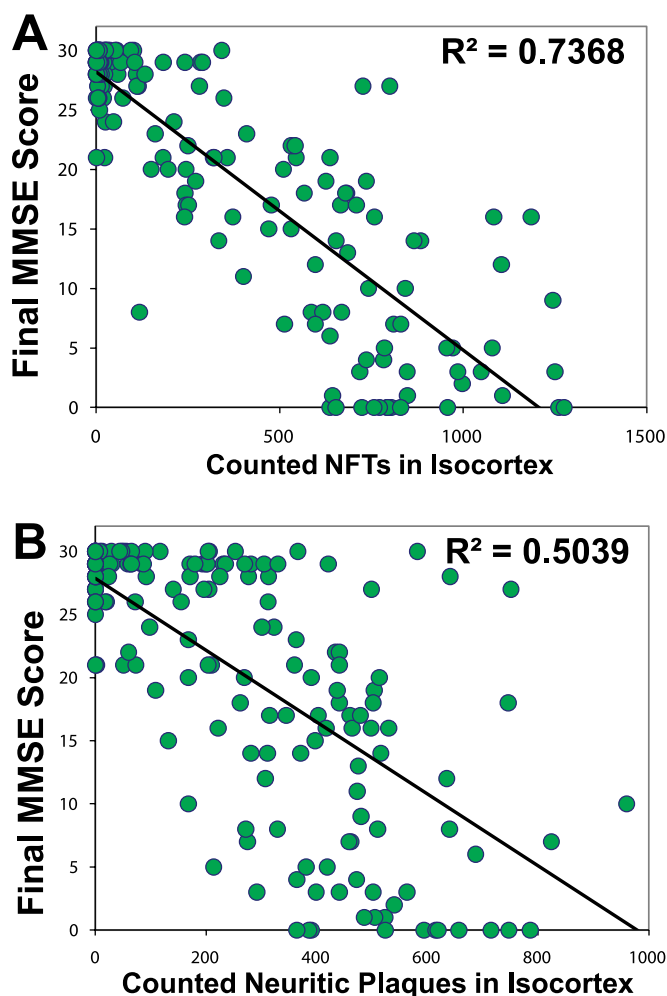 A
R² = 0.7368
Final MMSE Score
30
25
20
15
10
5
0
0 500 1000 1500
Counted NFTs in Isocortex
B
R² = 0.5039
Final MMSE Score
30
25
20
15
10
5
0
0 200 400 600 800 1000
Counted Neuritic Plaques in Isocortex